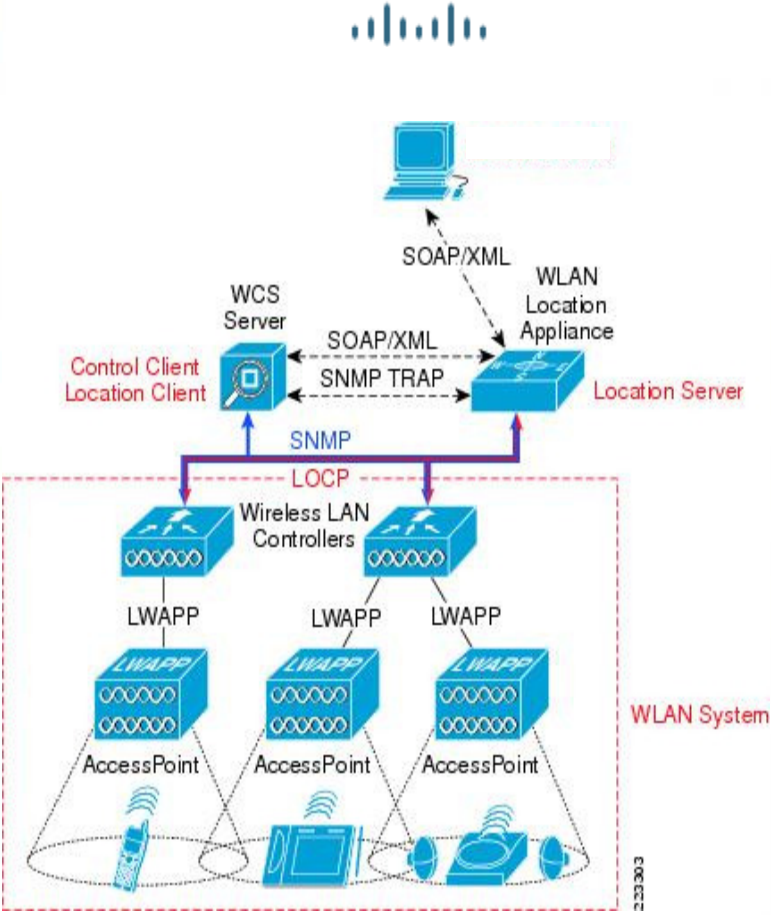 SOAP/XML
WLAN
Location
Appliance
WCS
Server
SOAP/XML
Control Client
Location Client
SNMP TRAP
Location Server
SNMP
LOCP
Wireless LAN
Controllers
LWAPP
LWAPP
LWAPP
LWAPP
LWAPP
LWAPP
WLAN System
AccessPoint
AccessPoint
AccessPoint
223303